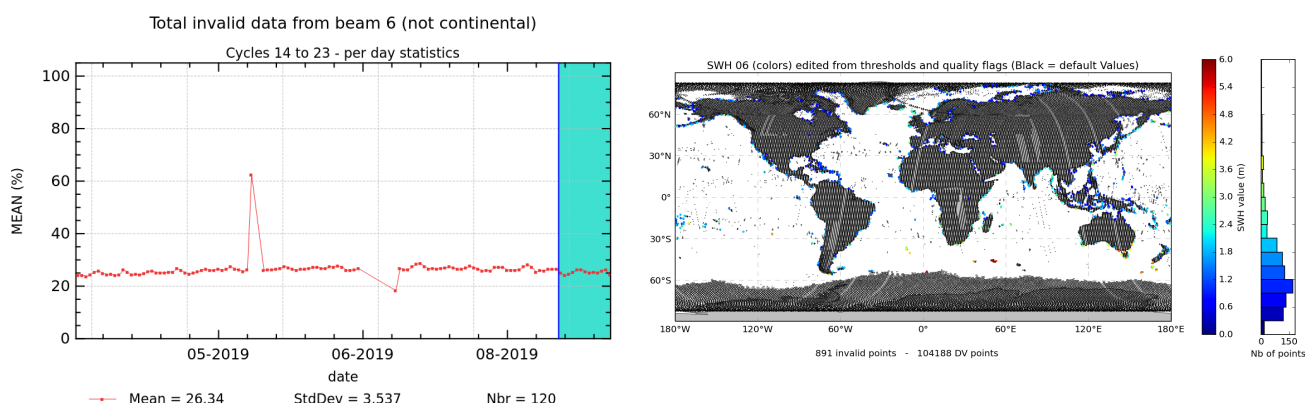 Total invalid data from beam 6 (not continental)
Cycles 14 to 23 - per day statistics
100
80
60
40
20
0
MEAN (%)
05-2019
06-2019
08-2019
date
Mean = 26.34 StdDev = 3.537 Nbr = 120
SWH 06 (colors) edited from thresholds and quality flags (Black = default Values)
60°N
30°N
0°
30°S
60°S
180°W
120°W
60°W
0°
60°E
120°E
180°E
891 invalid points - 104188 DV points
6.0
5.4
4.8
4.2
3.6
3.0
2.4
1.8
1.2
0.6
0.0
SWH value (m)
0
150
Nb of points